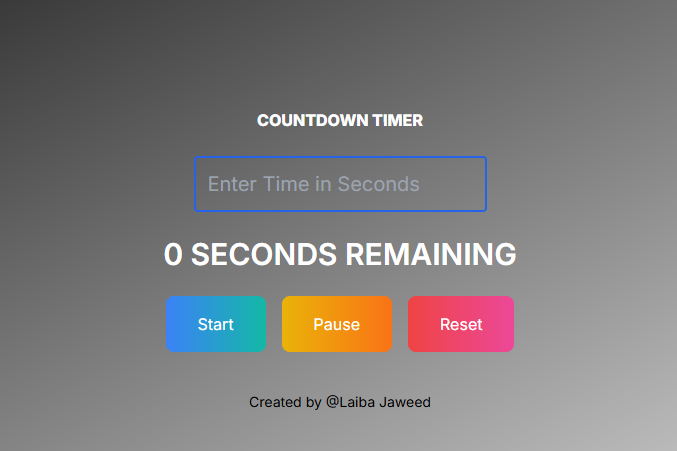 COUNTDOWN TIMER
Enter Time in Seconds
0 SECONDS REMAINING
Start Pause Reset
Created by @Laiba Jaweed